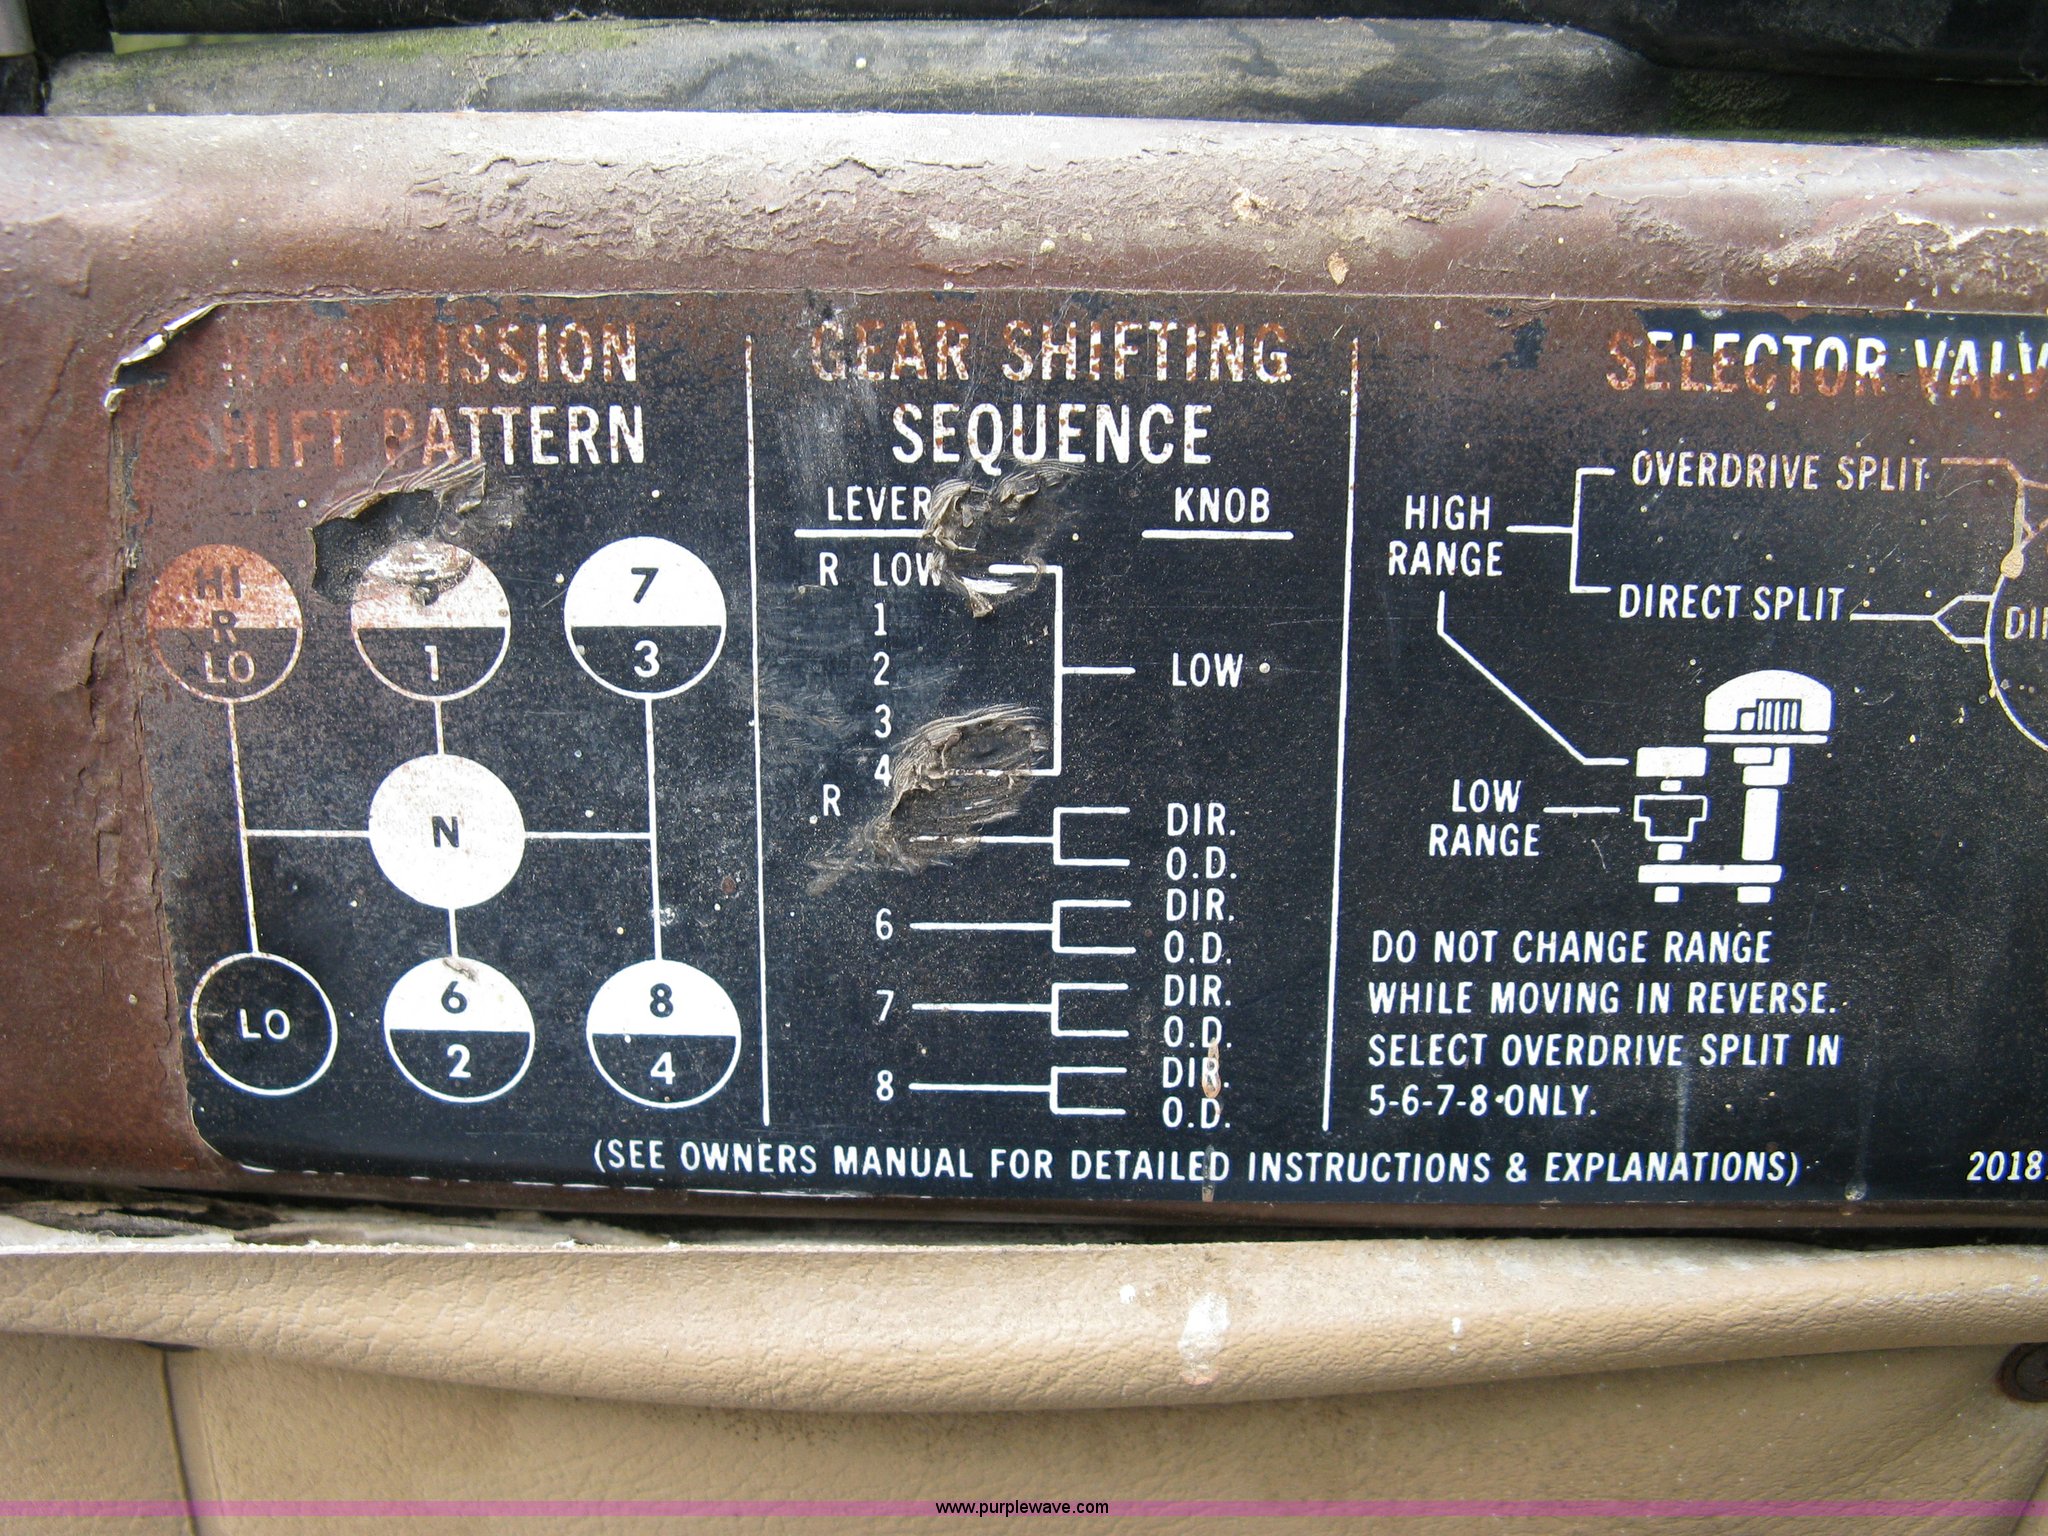 TRANSMISSION
SHIFT PATTERN
HI
R
LO
1
7
3
N
LO
6
2
8
4
GEAR SHIFTING
SEQUENCE
LEVER KNOB
R LOW
1
2
LOW
3
4
R
DIR.
O.D.
6
DIR.
O.D.
7
DIR.
O.D.
8
DIR.
O.D.
SELECTOR
OVERDRIVE SPLIT
HIGH
RANGE
DIRECT SPLIT
LOW
RANGE
DO NOT CHANGE RANGE
WHILE MOVING IN REVERSE.
SELECT OVERDRIVE SPLIT IN
5-6-7-8 ONLY.
(SEE OWNERS MANUAL FOR DETAILED INSTRUCTIONS & EXPLANATIONS)
www.purplewave.com